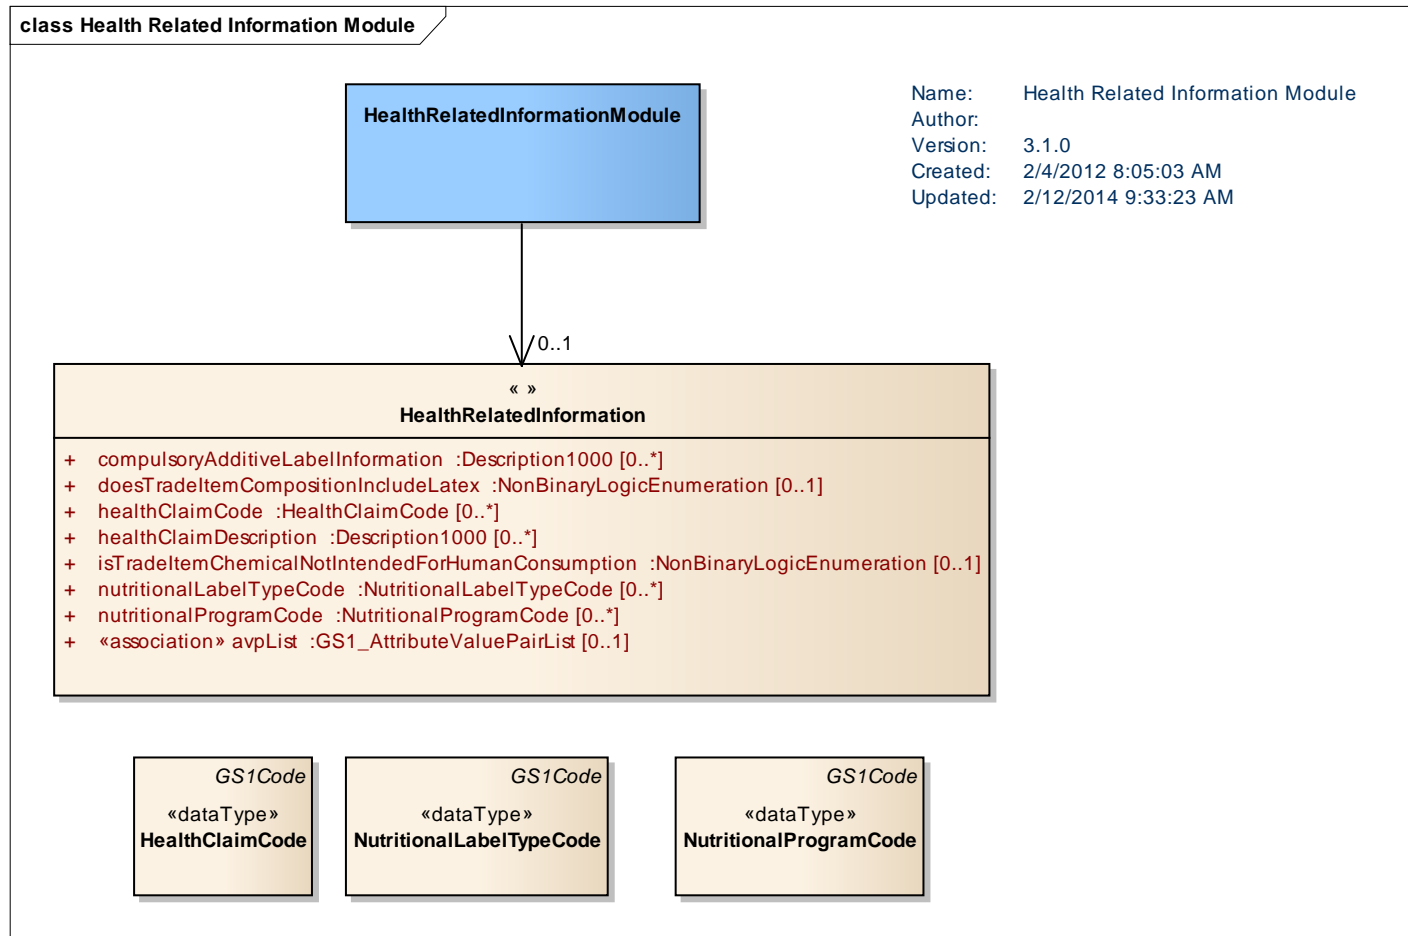 class Health Related Information Module
HealthRelatedInformationModule
Name: Health Related Information Module
Author:
Version: 3.1.0
Created: 2/4/2012 8:05:03 AM
Updated: 2/12/2014 9:33:23 AM
0..1
« »
HealthRelatedInformation
+ compulsoryAdditiveLabelInformation :Description1000 [0..*]
+ doesTradeItemCompositionIncludeLatex :NonBinaryLogicEnumeration [0..1]
+ healthClaimCode :HealthClaimCode [0..*]
+ healthClaimDescription :Description1000 [0..*]
+ isTradeItemChemicalNotIntendedForHumanConsumption :NonBinaryLogicEnumeration [0..1]
+ nutritionalLabelTypeCode :NutritionalLabelTypeCode [0..*]
+ nutritionalProgramCode :NutritionalProgramCode [0..*]
+ «association» avpList :GS1_AttributeValuePairList [0..1]
GS1Code
«dataType»
HealthClaimCode
GS1Code
«dataType»
NutritionalLabelTypeCode
GS1Code
«dataType»
NutritionalProgramCode